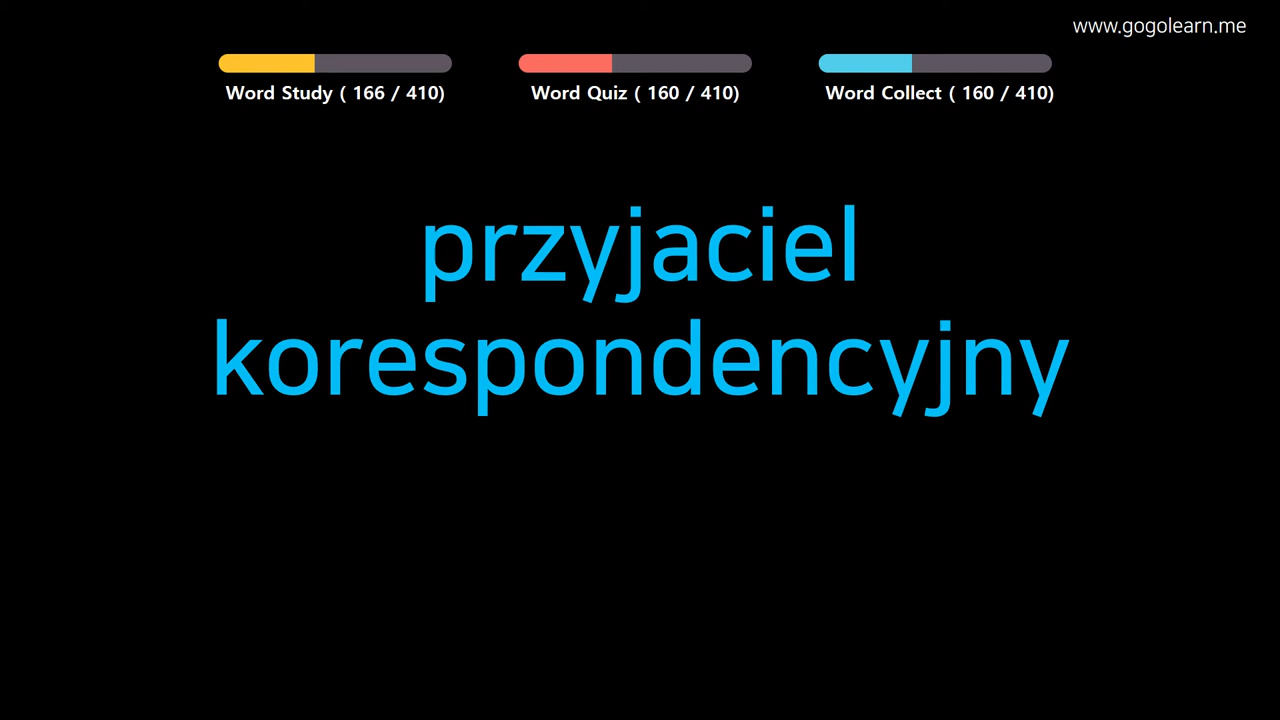 www.gogolearn.me
Word Study ( 166 / 410)
Word Quiz ( 160 / 410)
Word Collect ( 160 / 410)
przyjaciel
korespondencyjny